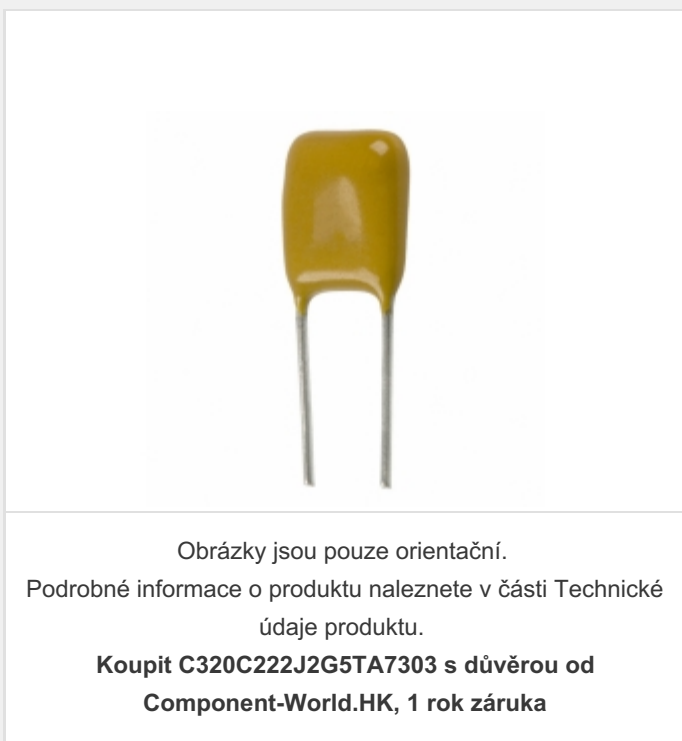 Obrázky jsou pouze orientační.
Podrobné informace o produktu naleznete v části Technické
údaje produktu.
Koupit C320C222J2G5TA7303 s důvěrou od
Component-World.HK, 1 rok záruka